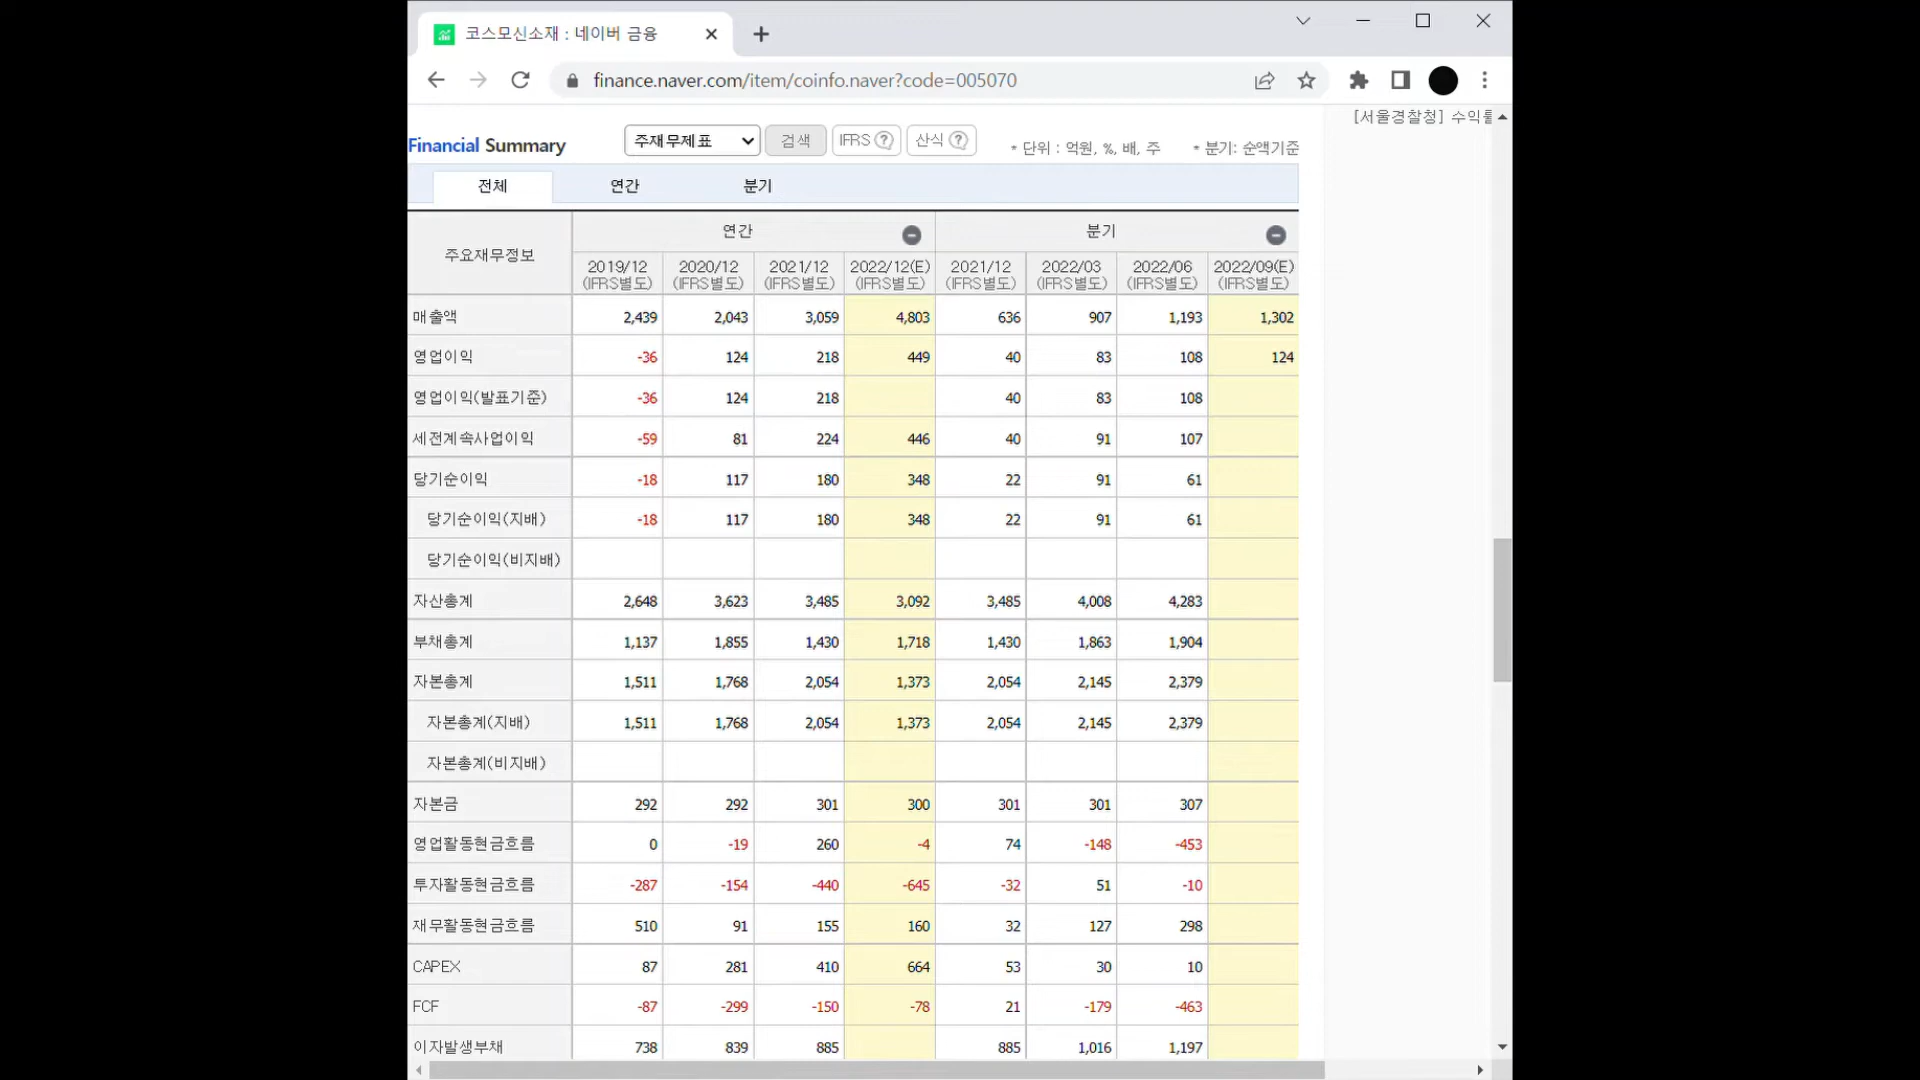 코스모신소재 : 네이버 금융
finance.naver.com/item/coinfo.naver?code=005070
[서울경찰청] 수익률
Financial Summary 주재무제표 검색 IFRS ? 산식 ? * 단위 : 억원, %, 배, 주 * 분기: 순액기준
전체 연간 분기
주요재무정보 연간 분기
2019/12 2020/12 2021/12 2022/12(E) 2021/12 2022/03 2022/06 2022/09(E)
(IFRS별도) (IFRS별도) (IFRS별도) (IFRS별도) (IFRS별도) (IFRS별도) (IFRS별도) (IFRS별도)
매출액 2,439 2,043 3,059 4,803 636 907 1,193 1,302
영업이익 -36 124 218 449 40 83 108 124
영업이익(발표기준) -36 124 218 40 83 108
세전계속사업이익 -59 81 224 446 40 91 107
당기순이익 -18 117 180 348 22 91 61
당기순이익(지배) -18 117 180 348 22 91 61
당기순이익(비지배)
자산총계 2,648 3,623 3,485 3,092 3,485 4,008 4,283
부채총계 1,137 1,855 1,430 1,718 1,430 1,863 1,904
자본총계 1,511 1,768 2,054 1,373 2,054 2,145 2,379
자본총계(지배) 1,511 1,768 2,054 1,373 2,054 2,145 2,379
자본총계(비지배)
자본금 292 292 301 300 301 301 307
영업활동현금흐름 0 -19 260 -4 74 -148 -453
투자활동현금흐름 -287 -154 -440 -645 -32 51 -10
재무활동현금흐름 510 91 155 160 32 127 298
CAPEX 87 281 410 664 53 30 10
FCF -87 -299 -150 -78 21 -179 -463
이자발생부채 738 839 885 885 1,016 1,197